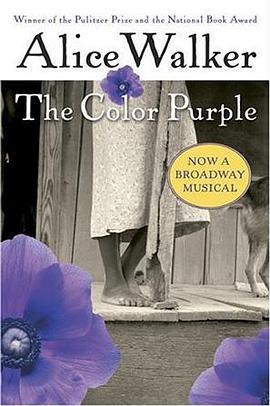 Winner of the Pulitzer Prize and the National Book Award
Alice Walker
The Color Purple
NOW A
BROADWAY
MUSICAL